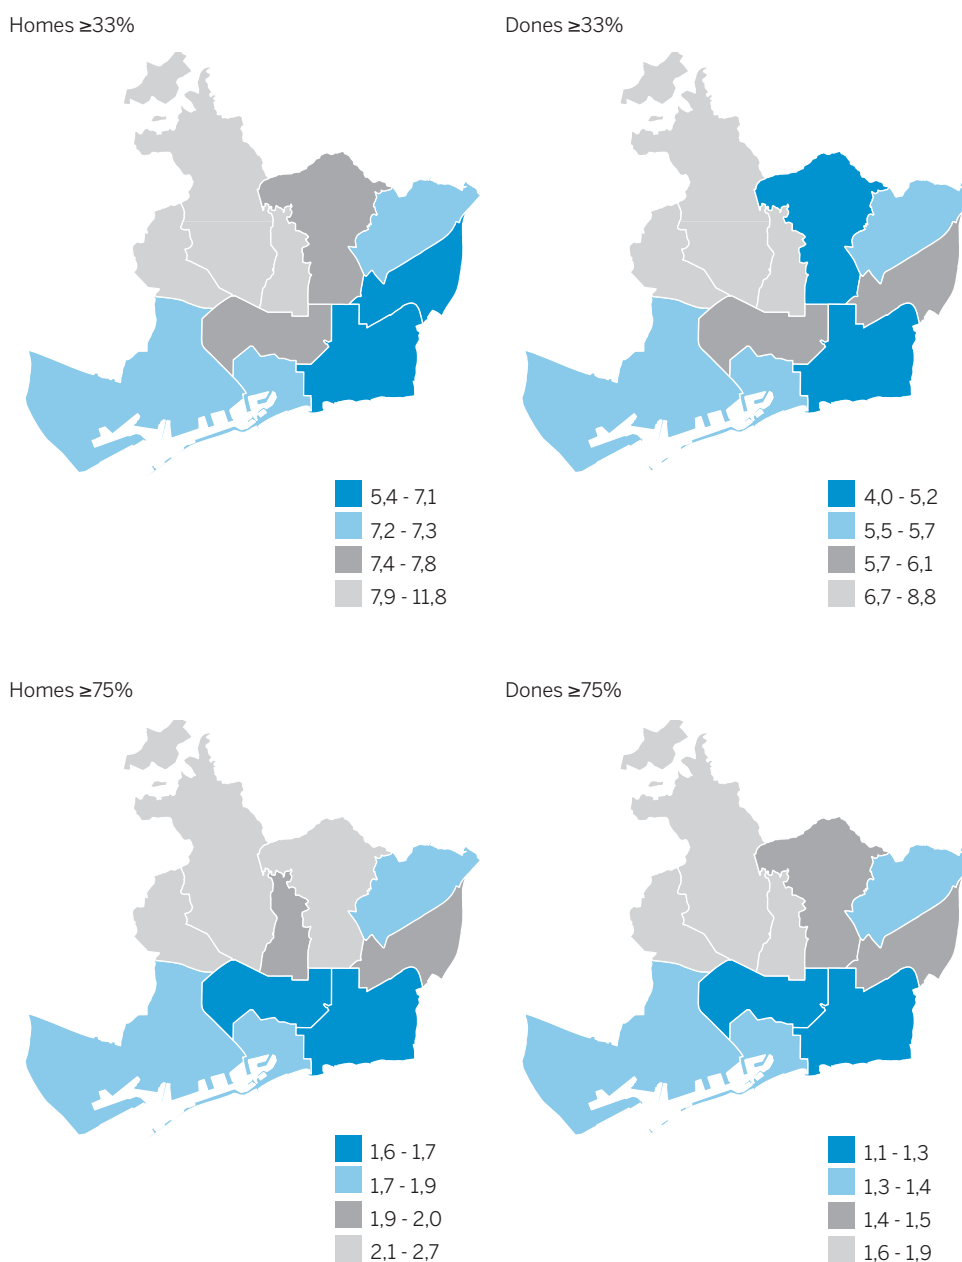 Homes ≥33%
Dones ≥33%
5,4 - 7,1
7,2 - 7,3
7,4 - 7,8
7,9 - 11,8
4,0 - 5,2
5,5 - 5,7
5,7 - 6,1
6,7 - 8,8
Homes ≥75%
Dones ≥75%
1,6 - 1,7
1,7 - 1,9
1,9 - 2,0
2,1 - 2,7
1,1 - 1,3
1,3 - 1,4
1,4 - 1,5
1,6 - 1,9